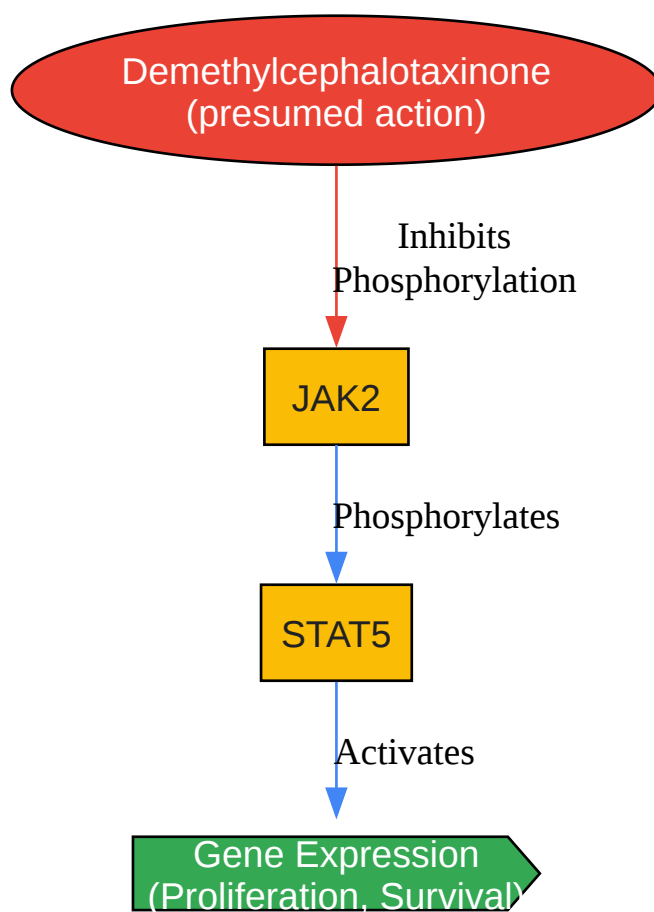 Demethylcephalotaxinone
(presumed action)
Inhibits
Phosphorylation
JAK2
Phosphorylates
STAT5
Activates
Gene Expression
(Proliferation, Survival)